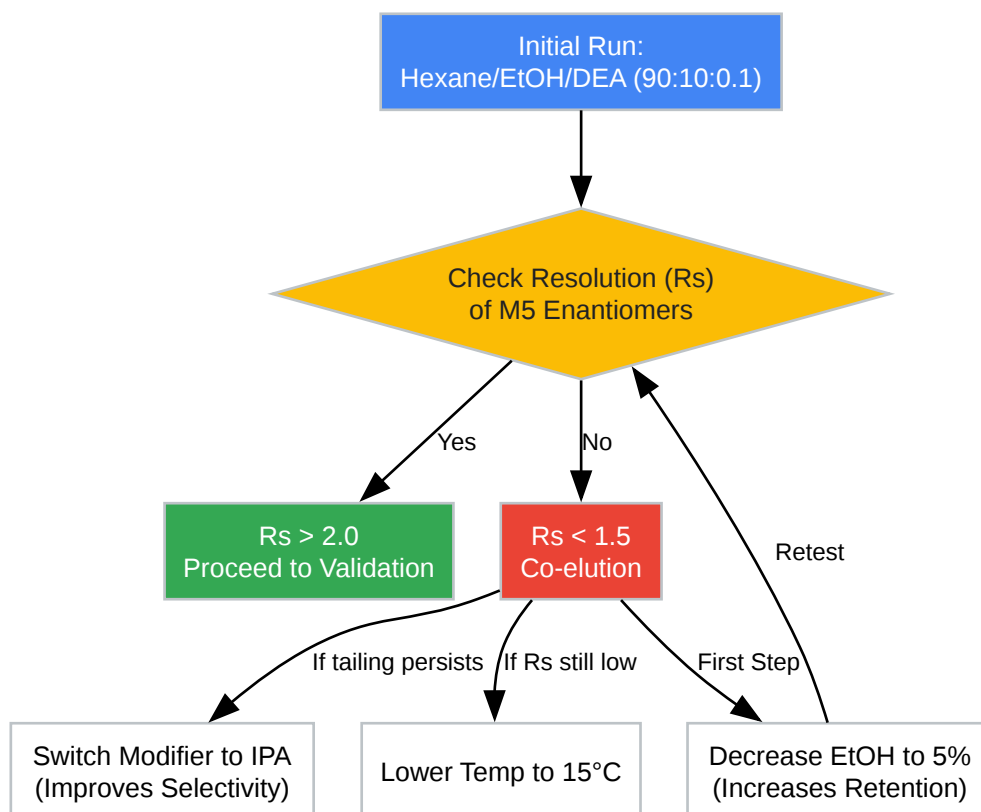 Initial Run:
Hexane/EtOH/DEA (90:10:0.1)
Check Resolution (Rs)
of M5 Enantiomers
Yes
No
Rs > 2.0
Proceed to Validation
Rs < 1.5
Co-elution
Retest
If tailing persists
If Rs still low
First Step
Switch Modifier to IPA
(Improves Selectivity)
Lower Temp to 15°C
Decrease EtOH to 5%
(Increases Retention)